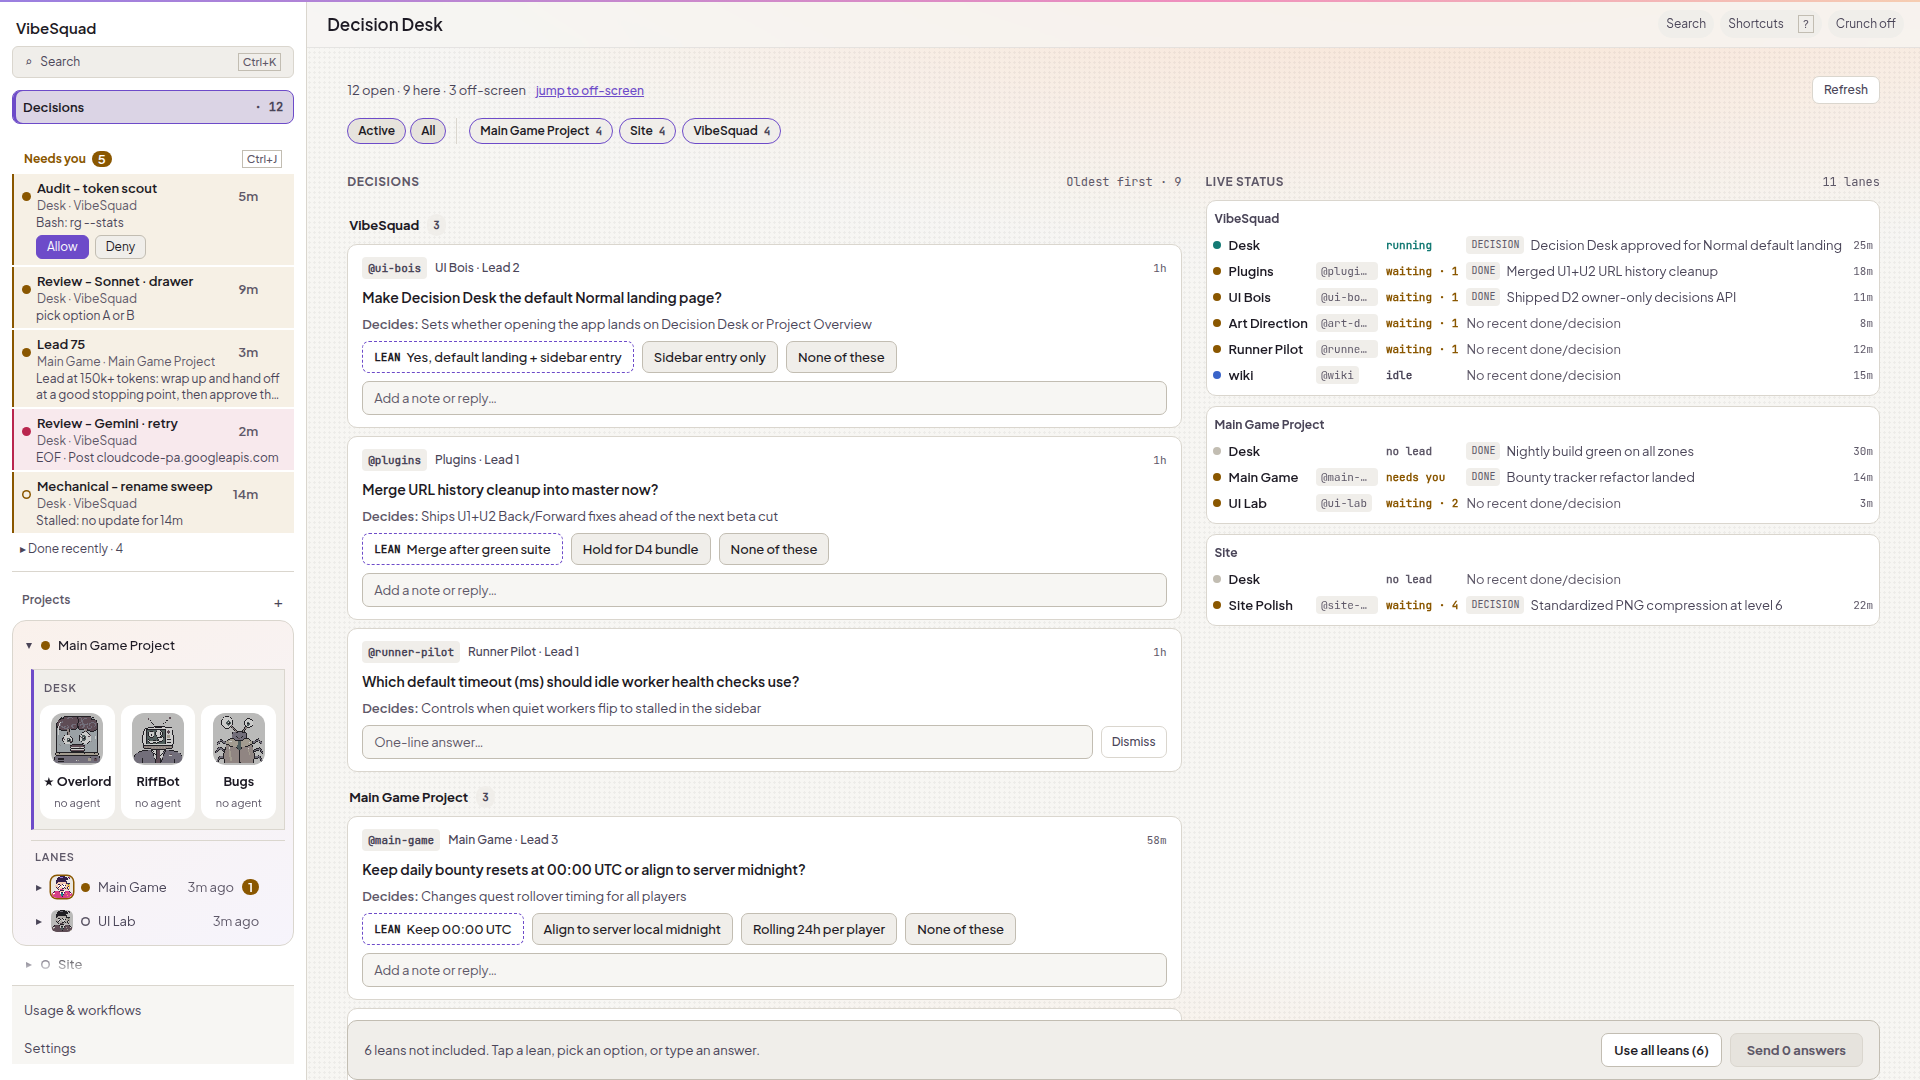 VibeSquad
Search Ctrl+K
Decisions · 12
Needs you 5 Ctrl+J
Audit – token scout 5m
Desk · VibeSquad
Bash: rg --stats
Allow Deny
Review – Sonnet · drawer 9m
Desk · VibeSquad
pick option A or B
Lead 75 3m
Main Game · Main Game Project
Lead at 150k+ tokens: wrap up and hand off
at a good stopping point, then approve th…
Review – Gemini · retry 2m
Desk · VibeSquad
EOF · Post cloudcode-pa.googleapis.com
Mechanical – rename sweep 14m
Desk · VibeSquad
Stalled: no update for 14m
▸ Done recently · 4
Projects +
▾ Main Game Project
DESK
★ Overlord RiffBot Bugs
no agent no agent no agent
LANES
▸ Main Game 3m ago 1
▸ UI Lab 3m ago
▸ Site
Usage & workflows
Settings
Decision Desk Search Shortcuts ? Crunch off
12 open · 9 here · 3 off-screen jump to off-screen Refresh
Active All Main Game Project 4 Site 4 VibeSquad 4
DECISIONS Oldest first · 9
VibeSquad 3
@ui-bois UI Bois · Lead 2 1h
Make Decision Desk the default Normal landing page?
Decides: Sets whether opening the app lands on Decision Desk or Project Overview
LEAN Yes, default landing + sidebar entry Sidebar entry only None of these
Add a note or reply…
@plugins Plugins · Lead 1 1h
Merge URL history cleanup into master now?
Decides: Ships U1+U2 Back/Forward fixes ahead of the next beta cut
LEAN Merge after green suite Hold for D4 bundle None of these
Add a note or reply…
@runner-pilot Runner Pilot · Lead 1 1h
Which default timeout (ms) should idle worker health checks use?
Decides: Controls when quiet workers flip to stalled in the sidebar
One-line answer… Dismiss
Main Game Project 3
@main-game Main Game · Lead 3 58m
Keep daily bounty resets at 00:00 UTC or align to server midnight?
Decides: Changes quest rollover timing for all players
LEAN Keep 00:00 UTC Align to server local midnight Rolling 24h per player None of these
Add a note or reply…
LIVE STATUS 11 lanes
VibeSquad
Desk running DECISION Decision Desk approved for Normal default landing 25m
Plugins @plugi… waiting · 1 DONE Merged U1+U2 URL history cleanup 18m
UI Bois @ui-bo… waiting · 1 DONE Shipped D2 owner-only decisions API 11m
Art Direction @art-d… waiting · 1 No recent done/decision 8m
Runner Pilot @runne… waiting · 1 No recent done/decision 12m
wiki @wiki idle No recent done/decision 15m
Main Game Project
Desk no lead DONE Nightly build green on all zones 30m
Main Game @main-… needs you DONE Bounty tracker refactor landed 14m
UI Lab @ui-lab waiting · 2 No recent done/decision 3m
Site
Desk no lead No recent done/decision
Site Polish @site-… waiting · 4 DECISION Standardized PNG compression at level 6 22m
6 leans not included. Tap a lean, pick an option, or type an answer. Use all leans (6) Send 0 answers